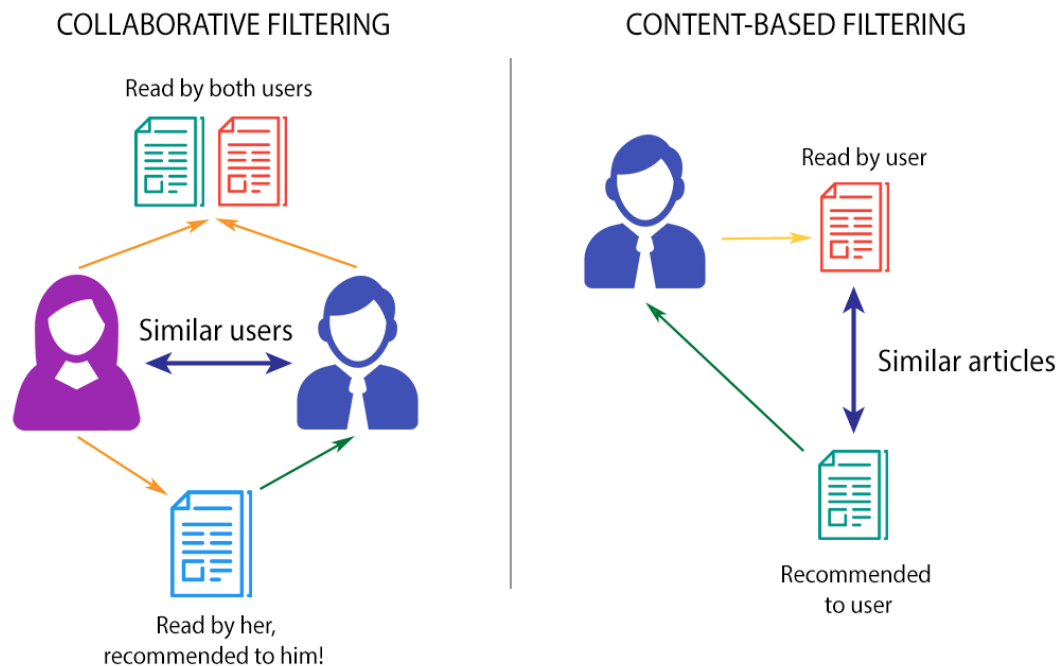 COLLABORATIVE FILTERING
Read by both users
Similar users
Read by her,
recommended to him!
CONTENT-BASED FILTERING
Read by user
Similar articles
Recommended
to user